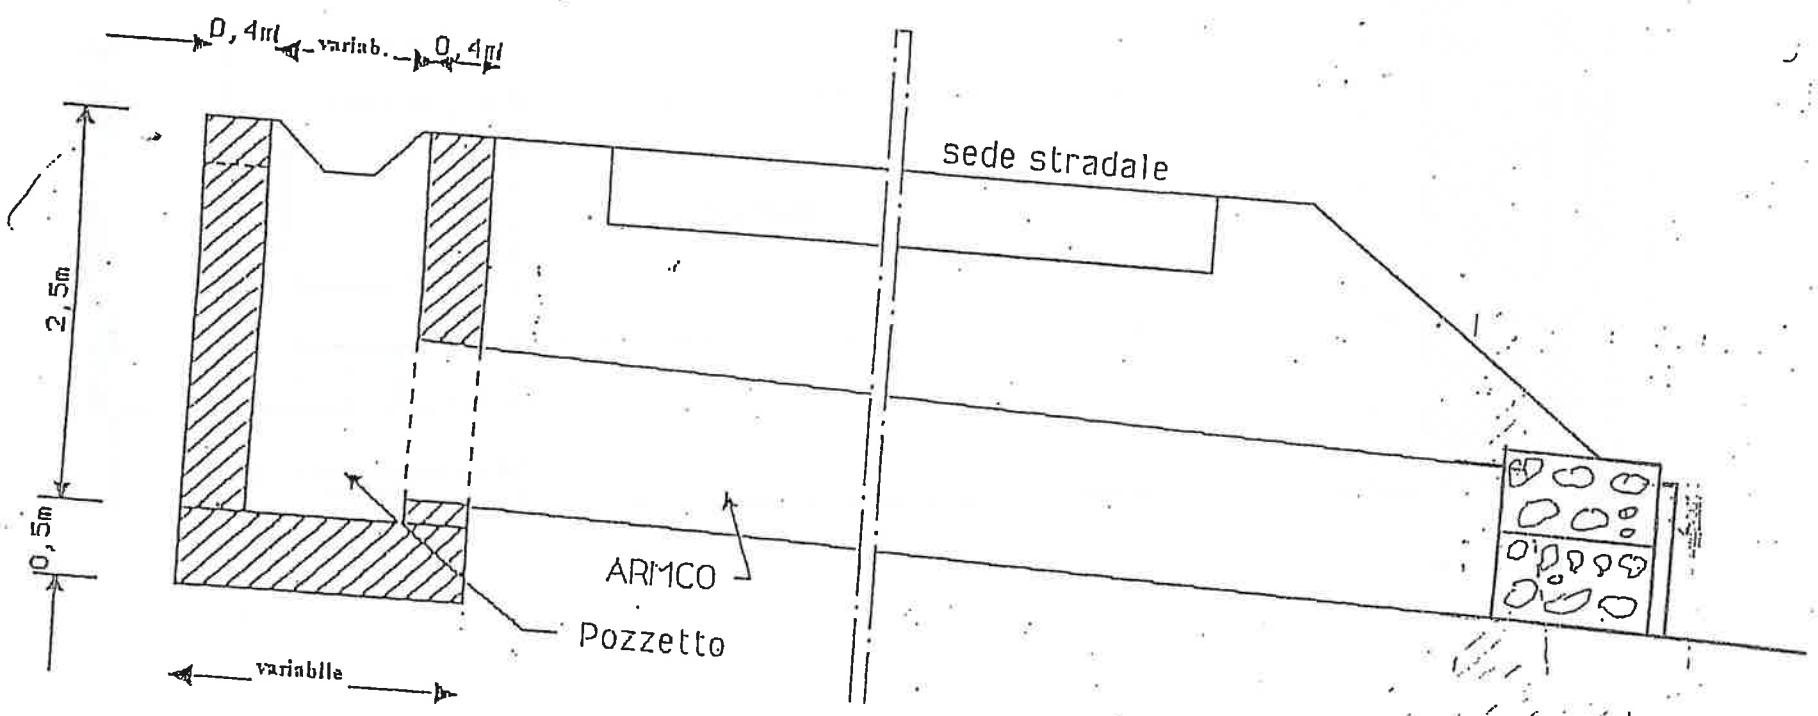 0,4m variab. 0,4m
sede stradale
2,5m
0,5m
ARMCO
Pozzetto
variabile